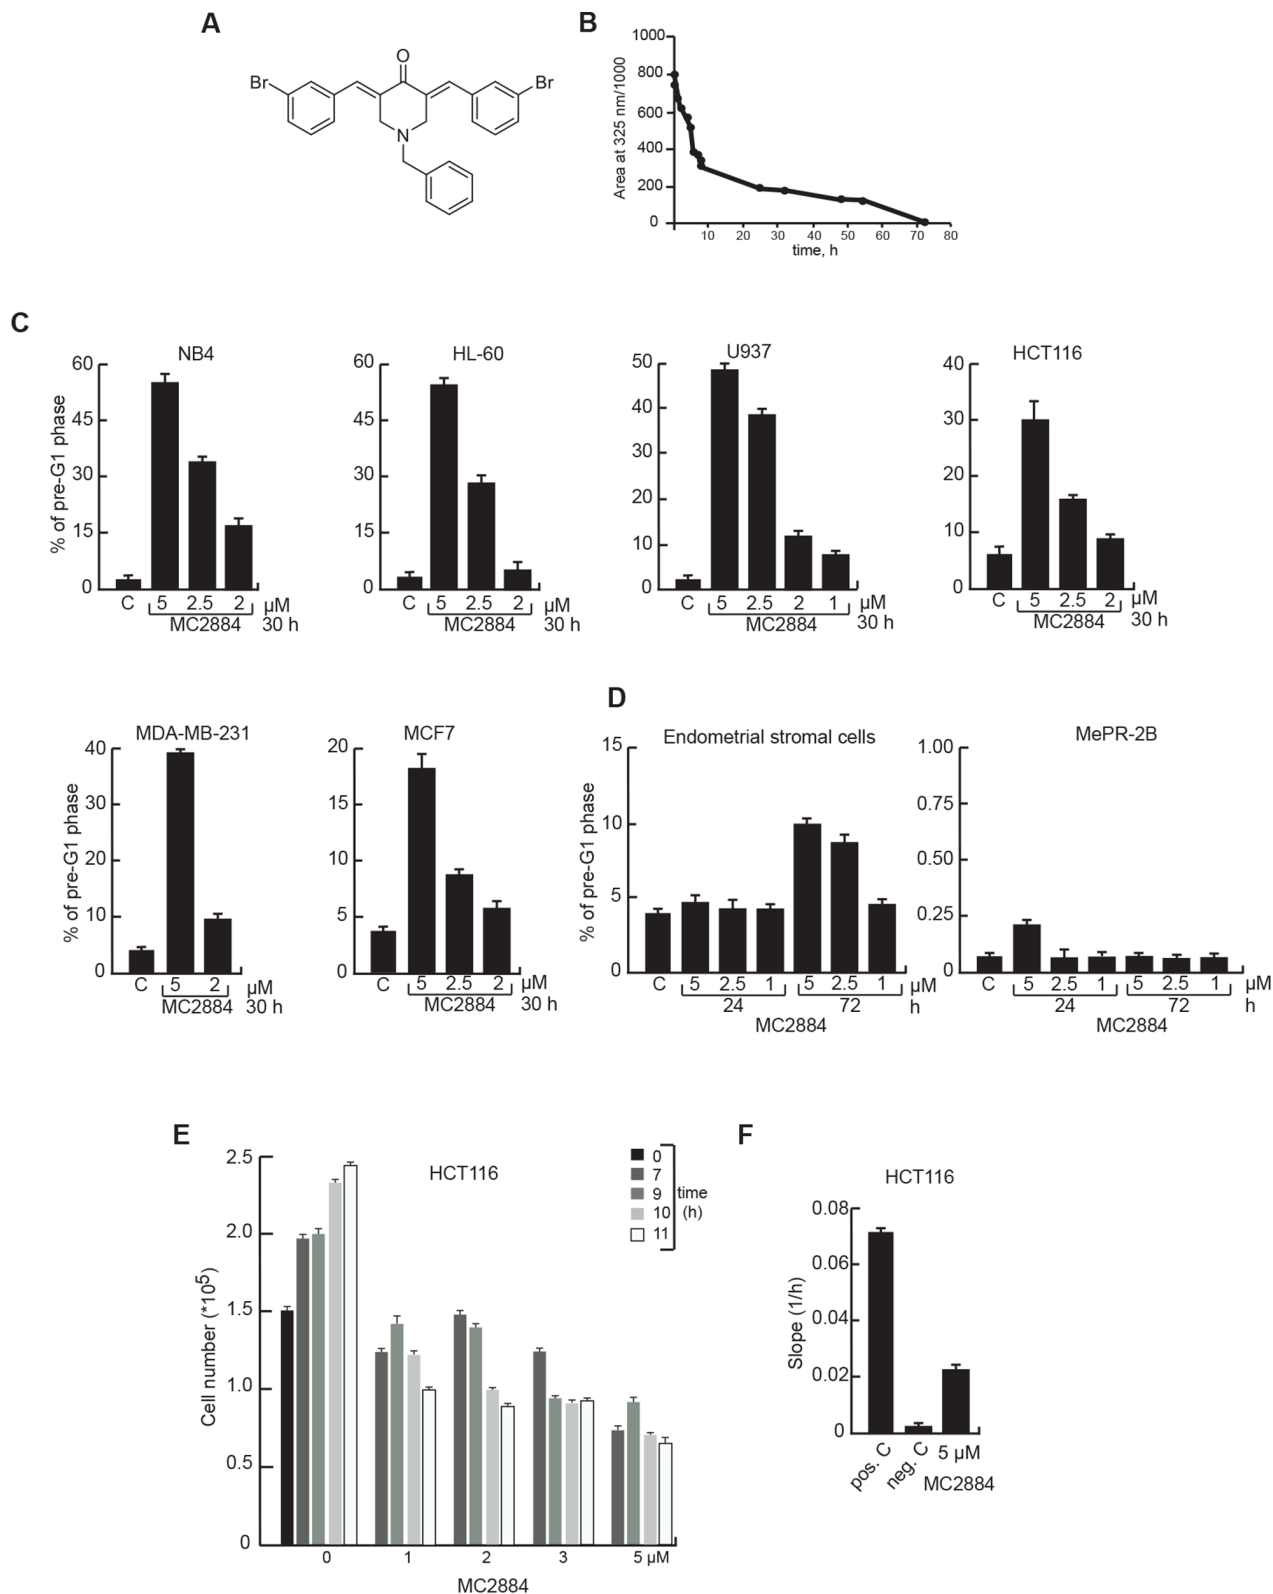 A
O
Br
Br
N
B
1000
800
600
400
200
0
Area at 325 nm/1000
10 20 30 40 50 60 70 80
time, h
C
NB4
60
45
30
15
0
% of pre-G1 phase
C 5 2.5 2 µM
MC2884 30 h
HL-60
60
45
30
15
0
C 5 2.5 2 µM
MC2884 30 h
U937
50
40
30
20
10
0
C 5 2.5 2 1 µM
MC2884 30 h
HCT116
40
30
20
10
0
C 5 2.5 2 µM
MC2884 30 h
MDA-MB-231
40
30
20
10
0
% of pre-G1 phase
C 5 2 µM
MC2884 30 h
MCF7
20
15
10
5
0
C 5 2.5 2 µM
MC2884 30 h
D
Endometrial stromal cells
15
10
5
0
% of pre-G1 phase
C 5 2.5 1 5 2.5 1 µM
24 72 h
MC2884
MePR-2B
1.00
0.75
0.50
0.25
0
C 5 2.5 1 5 2.5 1 µM
24 72 h
MC2884
E
HCT116
0
7
9
10
11
time
(h)
2.5
2.0
1.5
1.0
0.5
0
Cell number (*10⁵)
0 1 2 3 5 µM
MC2884
F
HCT116
0.08
0.06
0.04
0.02
0
Slope (1/h)
pos. C neg. C 5 µM
MC2884